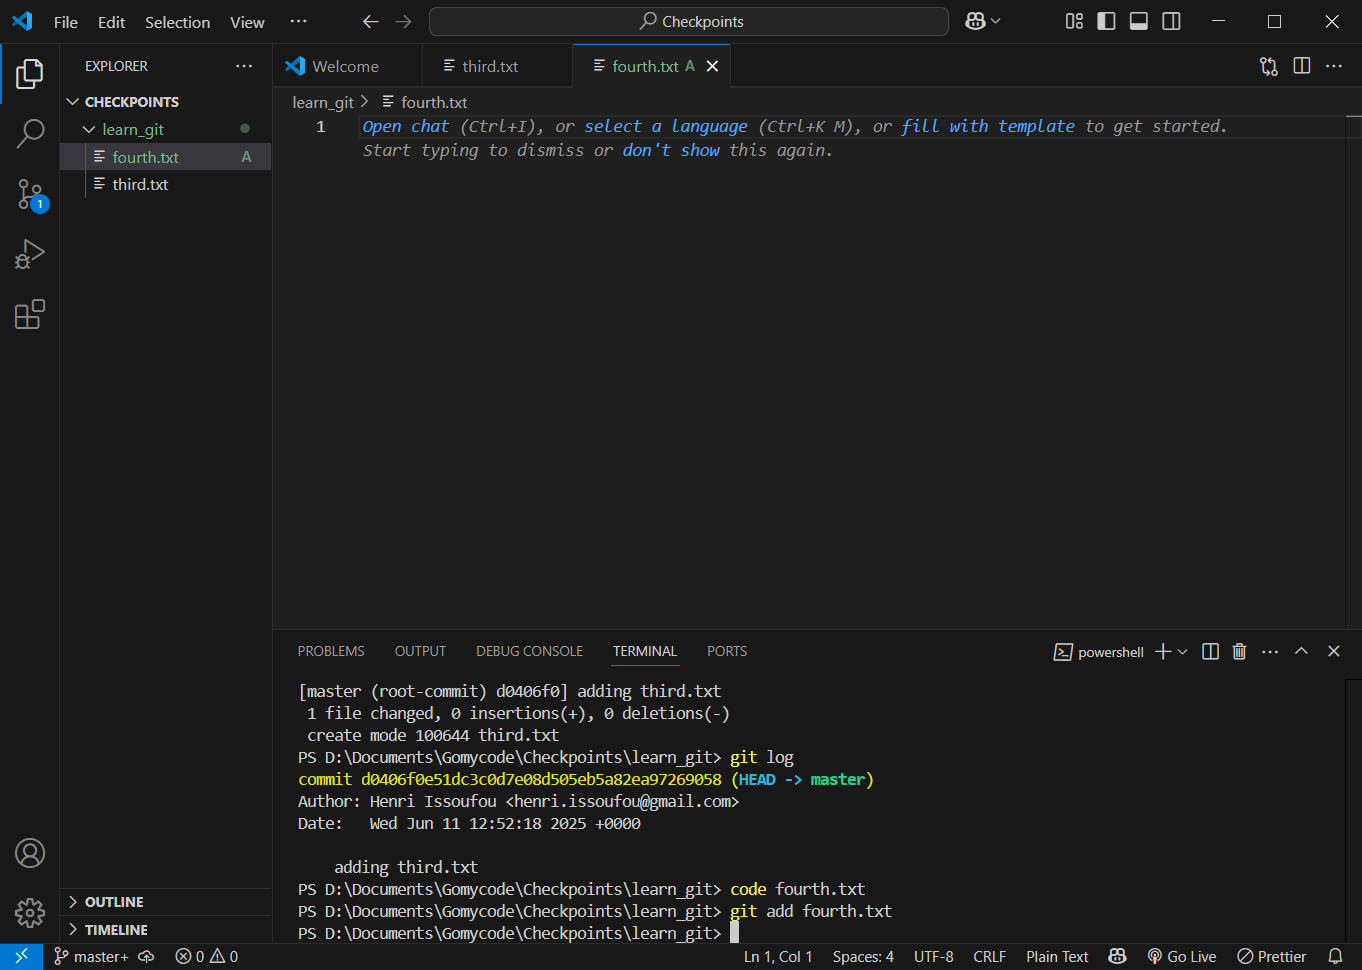 File Edit Selection View ··· Checkpoints
EXPLORER ···
CHECKPOINTS
learn_git
fourth.txt A
third.txt
1
OUTLINE
TIMELINE
Welcome third.txt fourth.txt A
learn_git > fourth.txt
1 Open chat (Ctrl+I), or select a language (Ctrl+K M), or fill with template to get started.
Start typing to dismiss or don't show this again.
PROBLEMS OUTPUT DEBUG CONSOLE TERMINAL PORTS powershell
[master (root-commit) d0406f0] adding third.txt
1 file changed, 0 insertions(+), 0 deletions(-)
create mode 100644 third.txt
PS D:\Documents\Gomycode\Checkpoints\learn_git> git log
commit d0406f0e51dc3c0d7e08d505eb5a82ea97269058 (HEAD -> master)
Author: Henri Issoufou <henri.issoufou@gmail.com>
Date:   Wed Jun 11 12:52:18 2025 +0000
adding third.txt
PS D:\Documents\Gomycode\Checkpoints\learn_git> code fourth.txt
PS D:\Documents\Gomycode\Checkpoints\learn_git> git add fourth.txt
PS D:\Documents\Gomycode\Checkpoints\learn_git>
master+ 0 0 Ln 1, Col 1 Spaces: 4 UTF-8 CRLF Plain Text Go Live Prettier